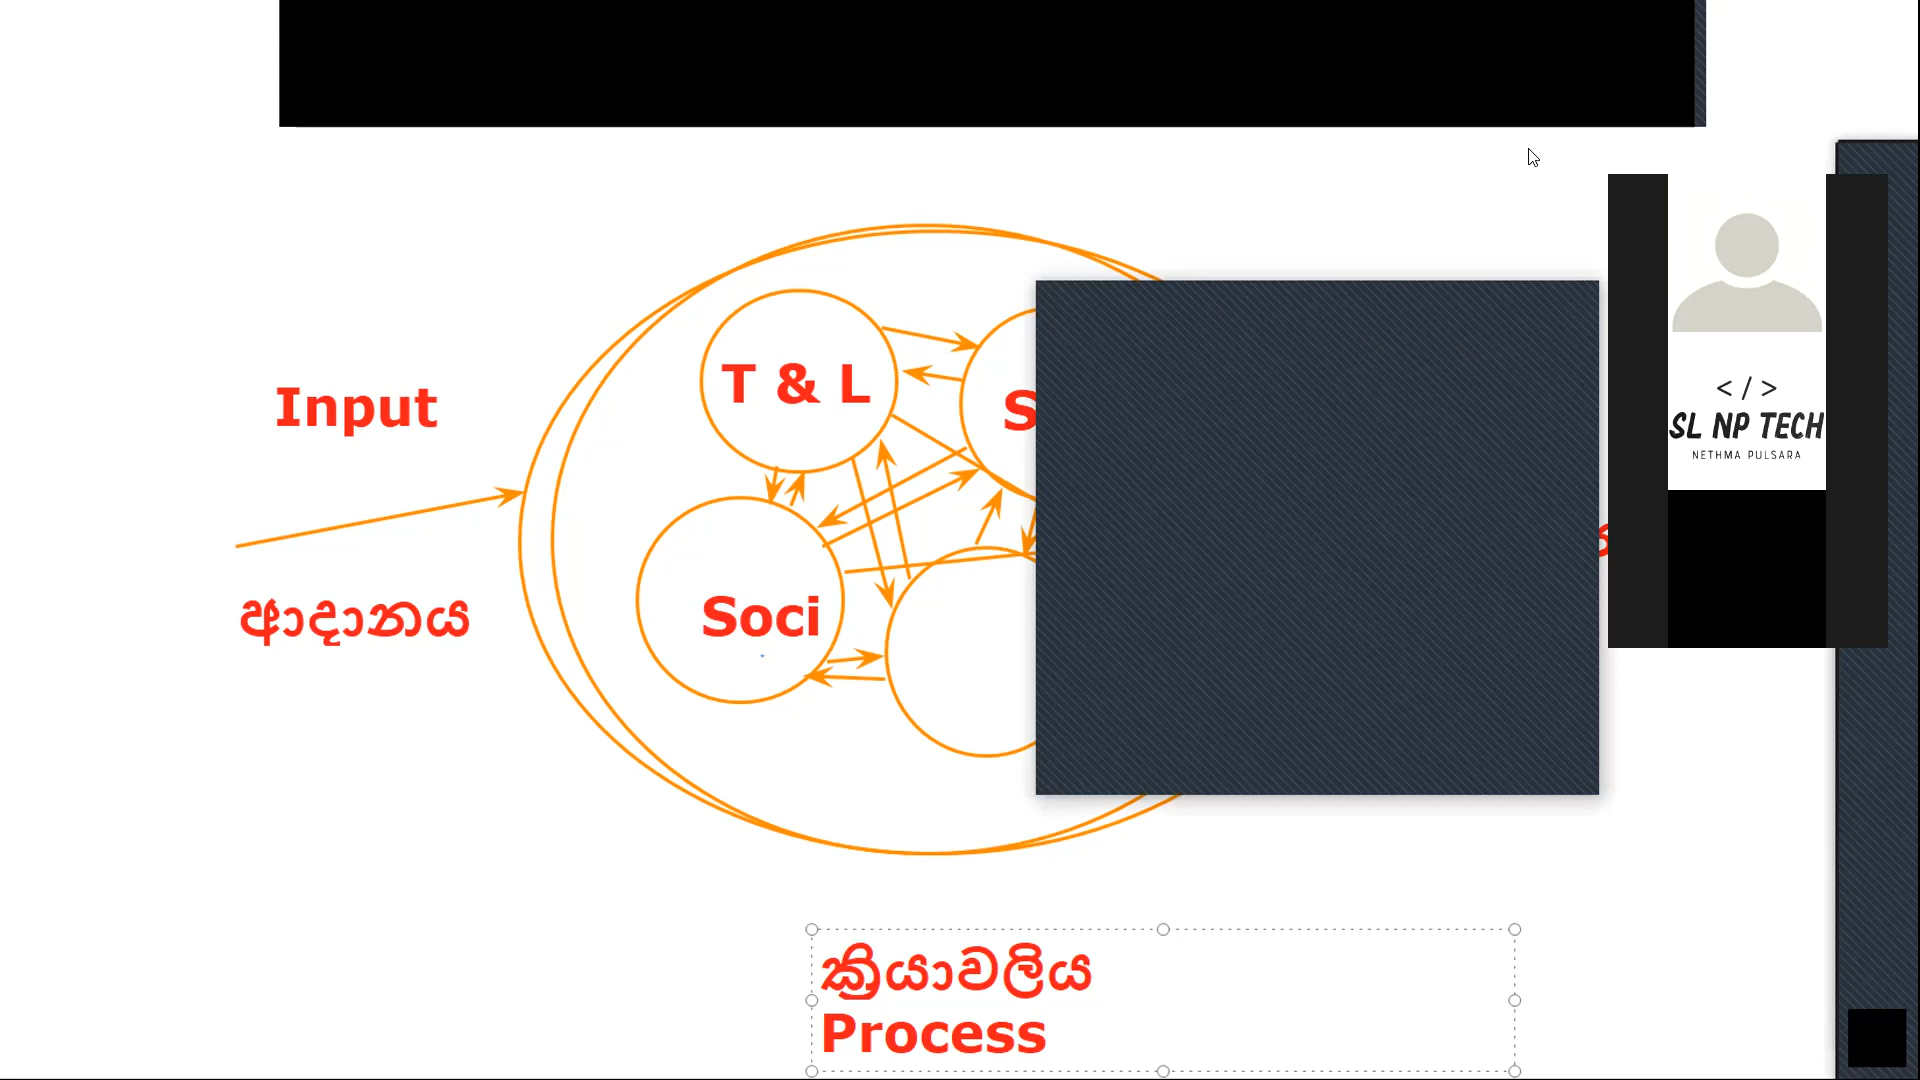 T & L
Input
Soci
ආදානය
ක්‍රියාවලිය
Process
</>
SL NP TECH
NETHMA PULSARA